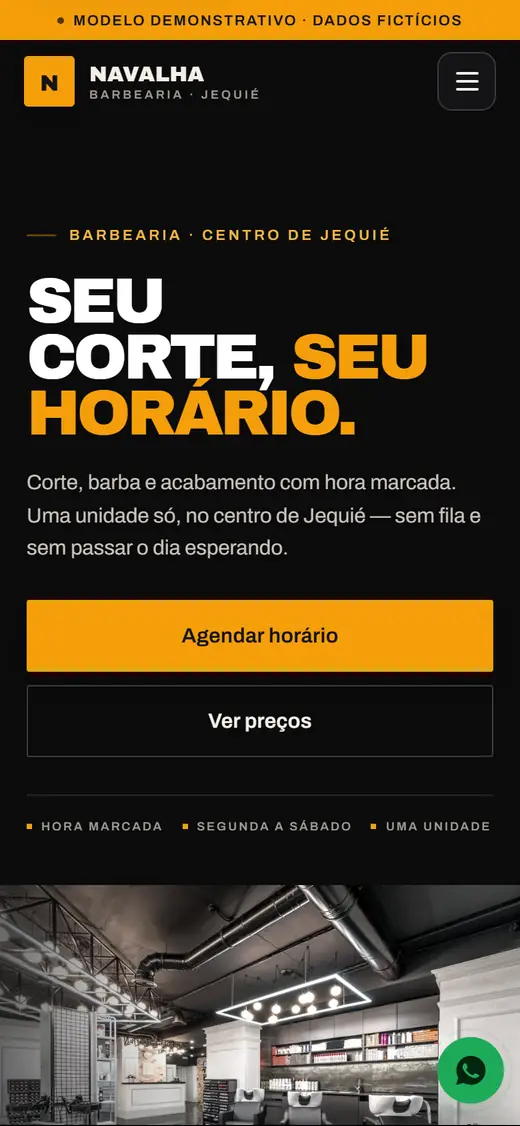 MODELO DEMONSTRATIVO · DADOS FICTÍCIOS
N
NAVALHA
BARBEARIA · JEQUIÉ
BARBEARIA · CENTRO DE JEQUIÉ
SEU
CORTE, SEU
HORÁRIO.
Corte, barba e acabamento com hora marcada.
Uma unidade só, no centro de Jequié — sem fila e
sem passar o dia esperando.
Agendar horário
Ver preços
HORA MARCADA
SEGUNDA A SÁBADO
UMA UNIDADE